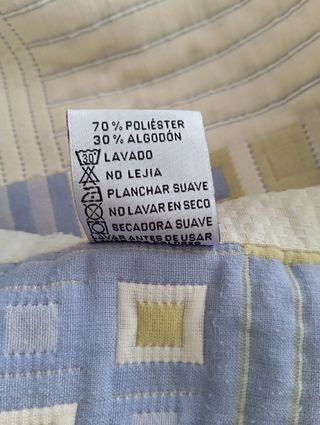 70 % POLIÉSTER
30 % ALGODÓN
30° LAVADO
NO LEJIA
PLANCHAR SUAVE
NO LAVAR EN SECO
SECADORA SUAVE
LAVAR ANTES DE USAR